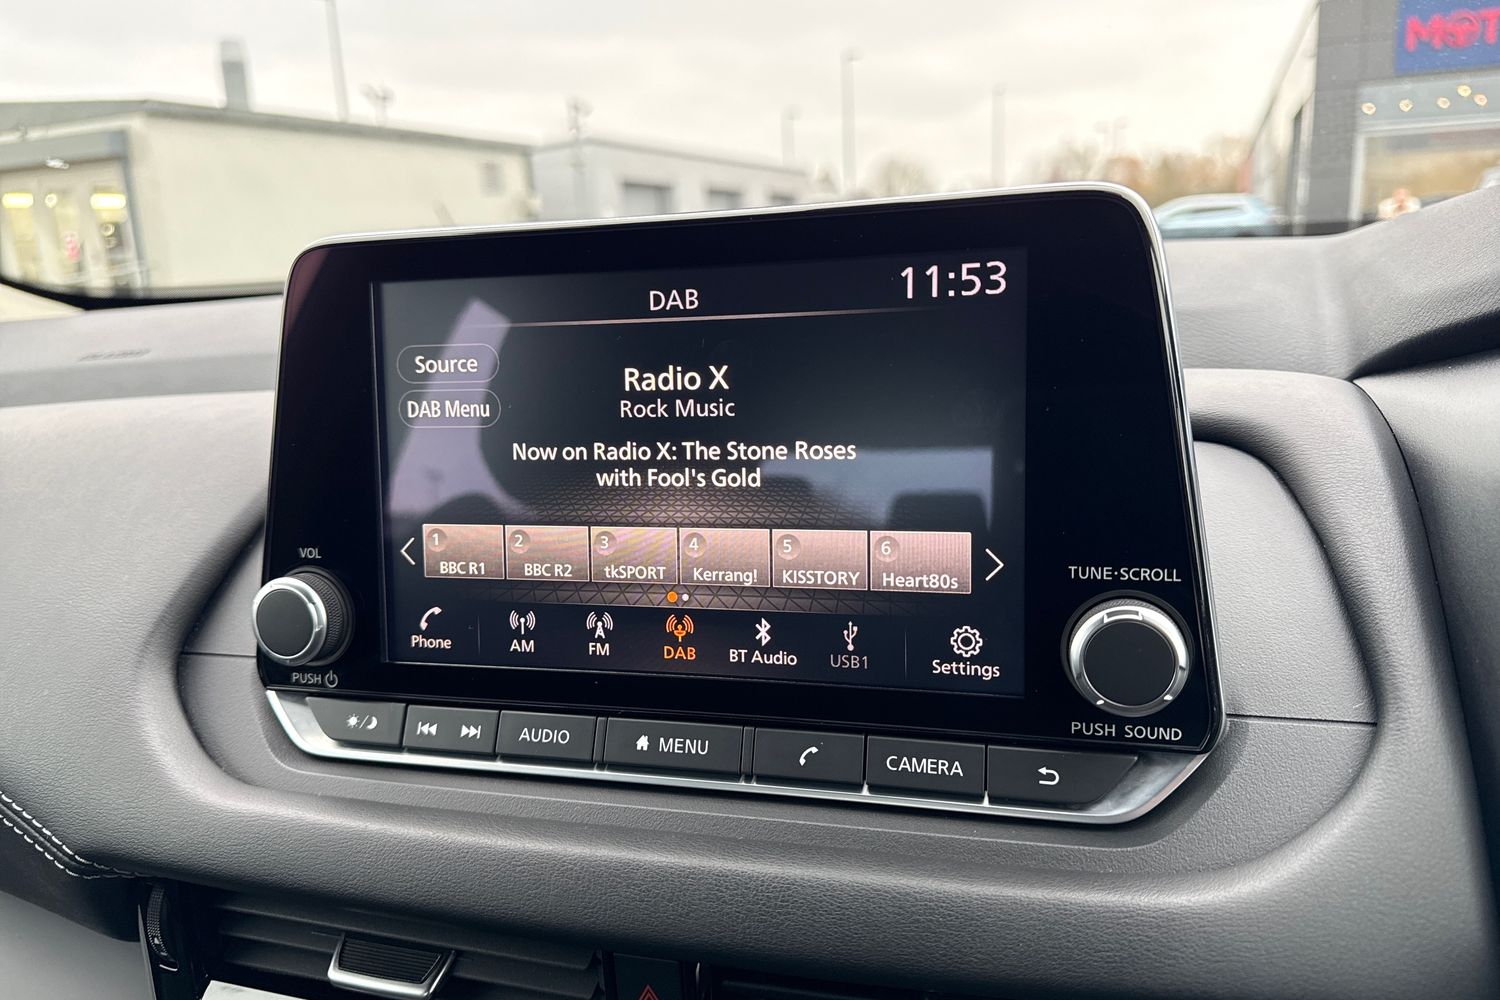 MOT
DAB
11:53
Source
DAB Menu
Radio X
Rock Music
Now on Radio X: The Stone Roses
with Fool's Gold
1
BBC R1
2
BBC R2
3
tkSPORT
4
Kerrang!
5
KISSTORY
6
Heart80s
Phone
AM
FM
DAB
BT Audio
USB1
Settings
VOL
PUSH
TUNE·SCROLL
PUSH SOUND
AUDIO
MENU
CAMERA